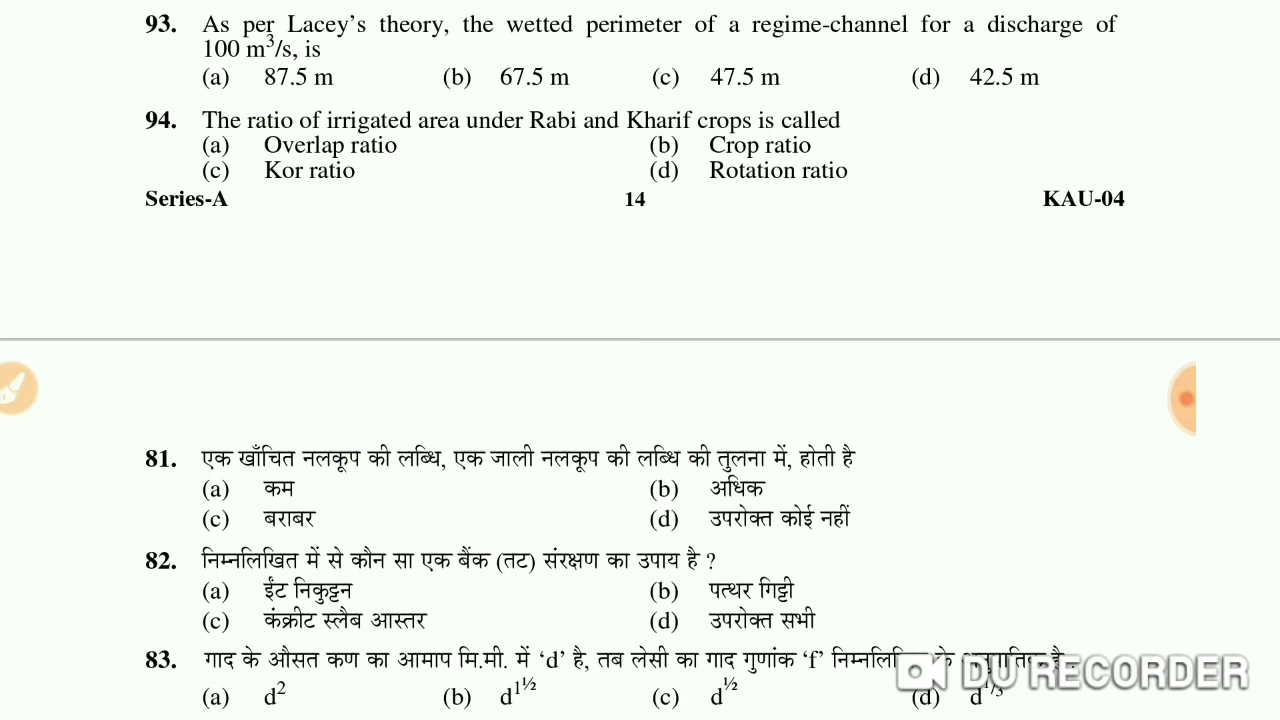 93. As per Lacey's theory, the wetted perimeter of a regime-channel for a discharge of
100 m³/s, is
(a) 87.5 m (b) 67.5 m (c) 47.5 m (d) 42.5 m
94. The ratio of irrigated area under Rabi and Kharif crops is called
(a) Overlap ratio (b) Crop ratio
(c) Kor ratio (d) Rotation ratio
Series-A 14 KAU-04
81. एक खाँचित नलकूप की लब्धि, एक जाली नलकूप की लब्धि की तुलना में, होती है
(a) कम (b) अधिक
(c) बराबर (d) उपरोक्त कोई नहीं
82. निम्नलिखित में से कौन सा एक बैंक (तट) संरक्षण का उपाय है ?
(a) ईंट निकुट्टन (b) पत्थर गिट्टी
(c) कंक्रीट स्लैब आस्तर (d) उपरोक्त सभी
83. गाद के औसत कण का आमाप मि.मी. में 'd' है, तब लेसी का गाद गुणांक 'f' है
DU RECORDER
(a) d² (b) d^1½ (c) d^½ (d) d^1/3